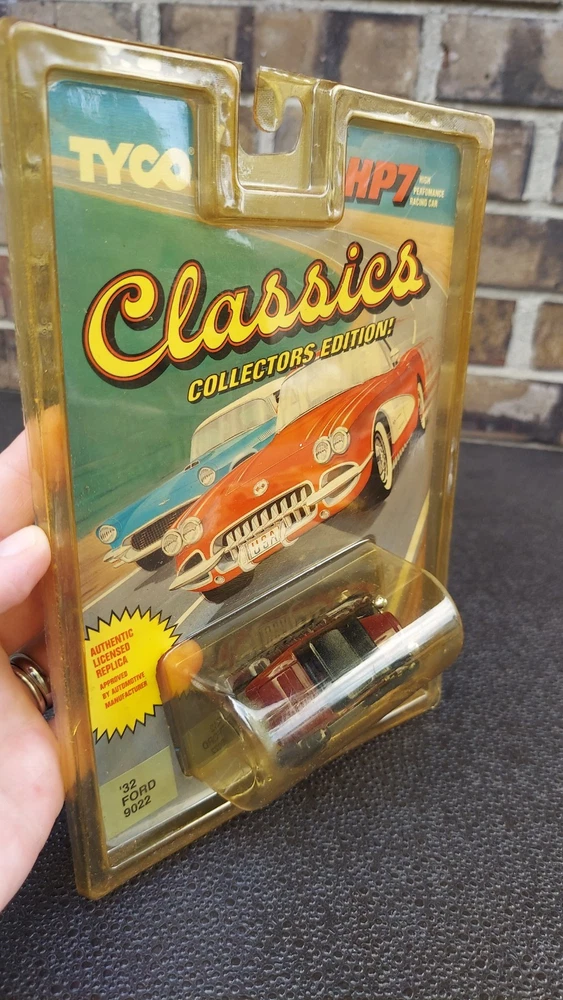 TYCO
HP7
HIGH
PERFOMANCE
RACING CAR
Classics
COLLECTORS EDITION!
USA
AUTHENTIC
LICENSED
REPLICA
APPROVED
BY AUTOMOTIVE
MANUFACTURER
'32
FORD
9022